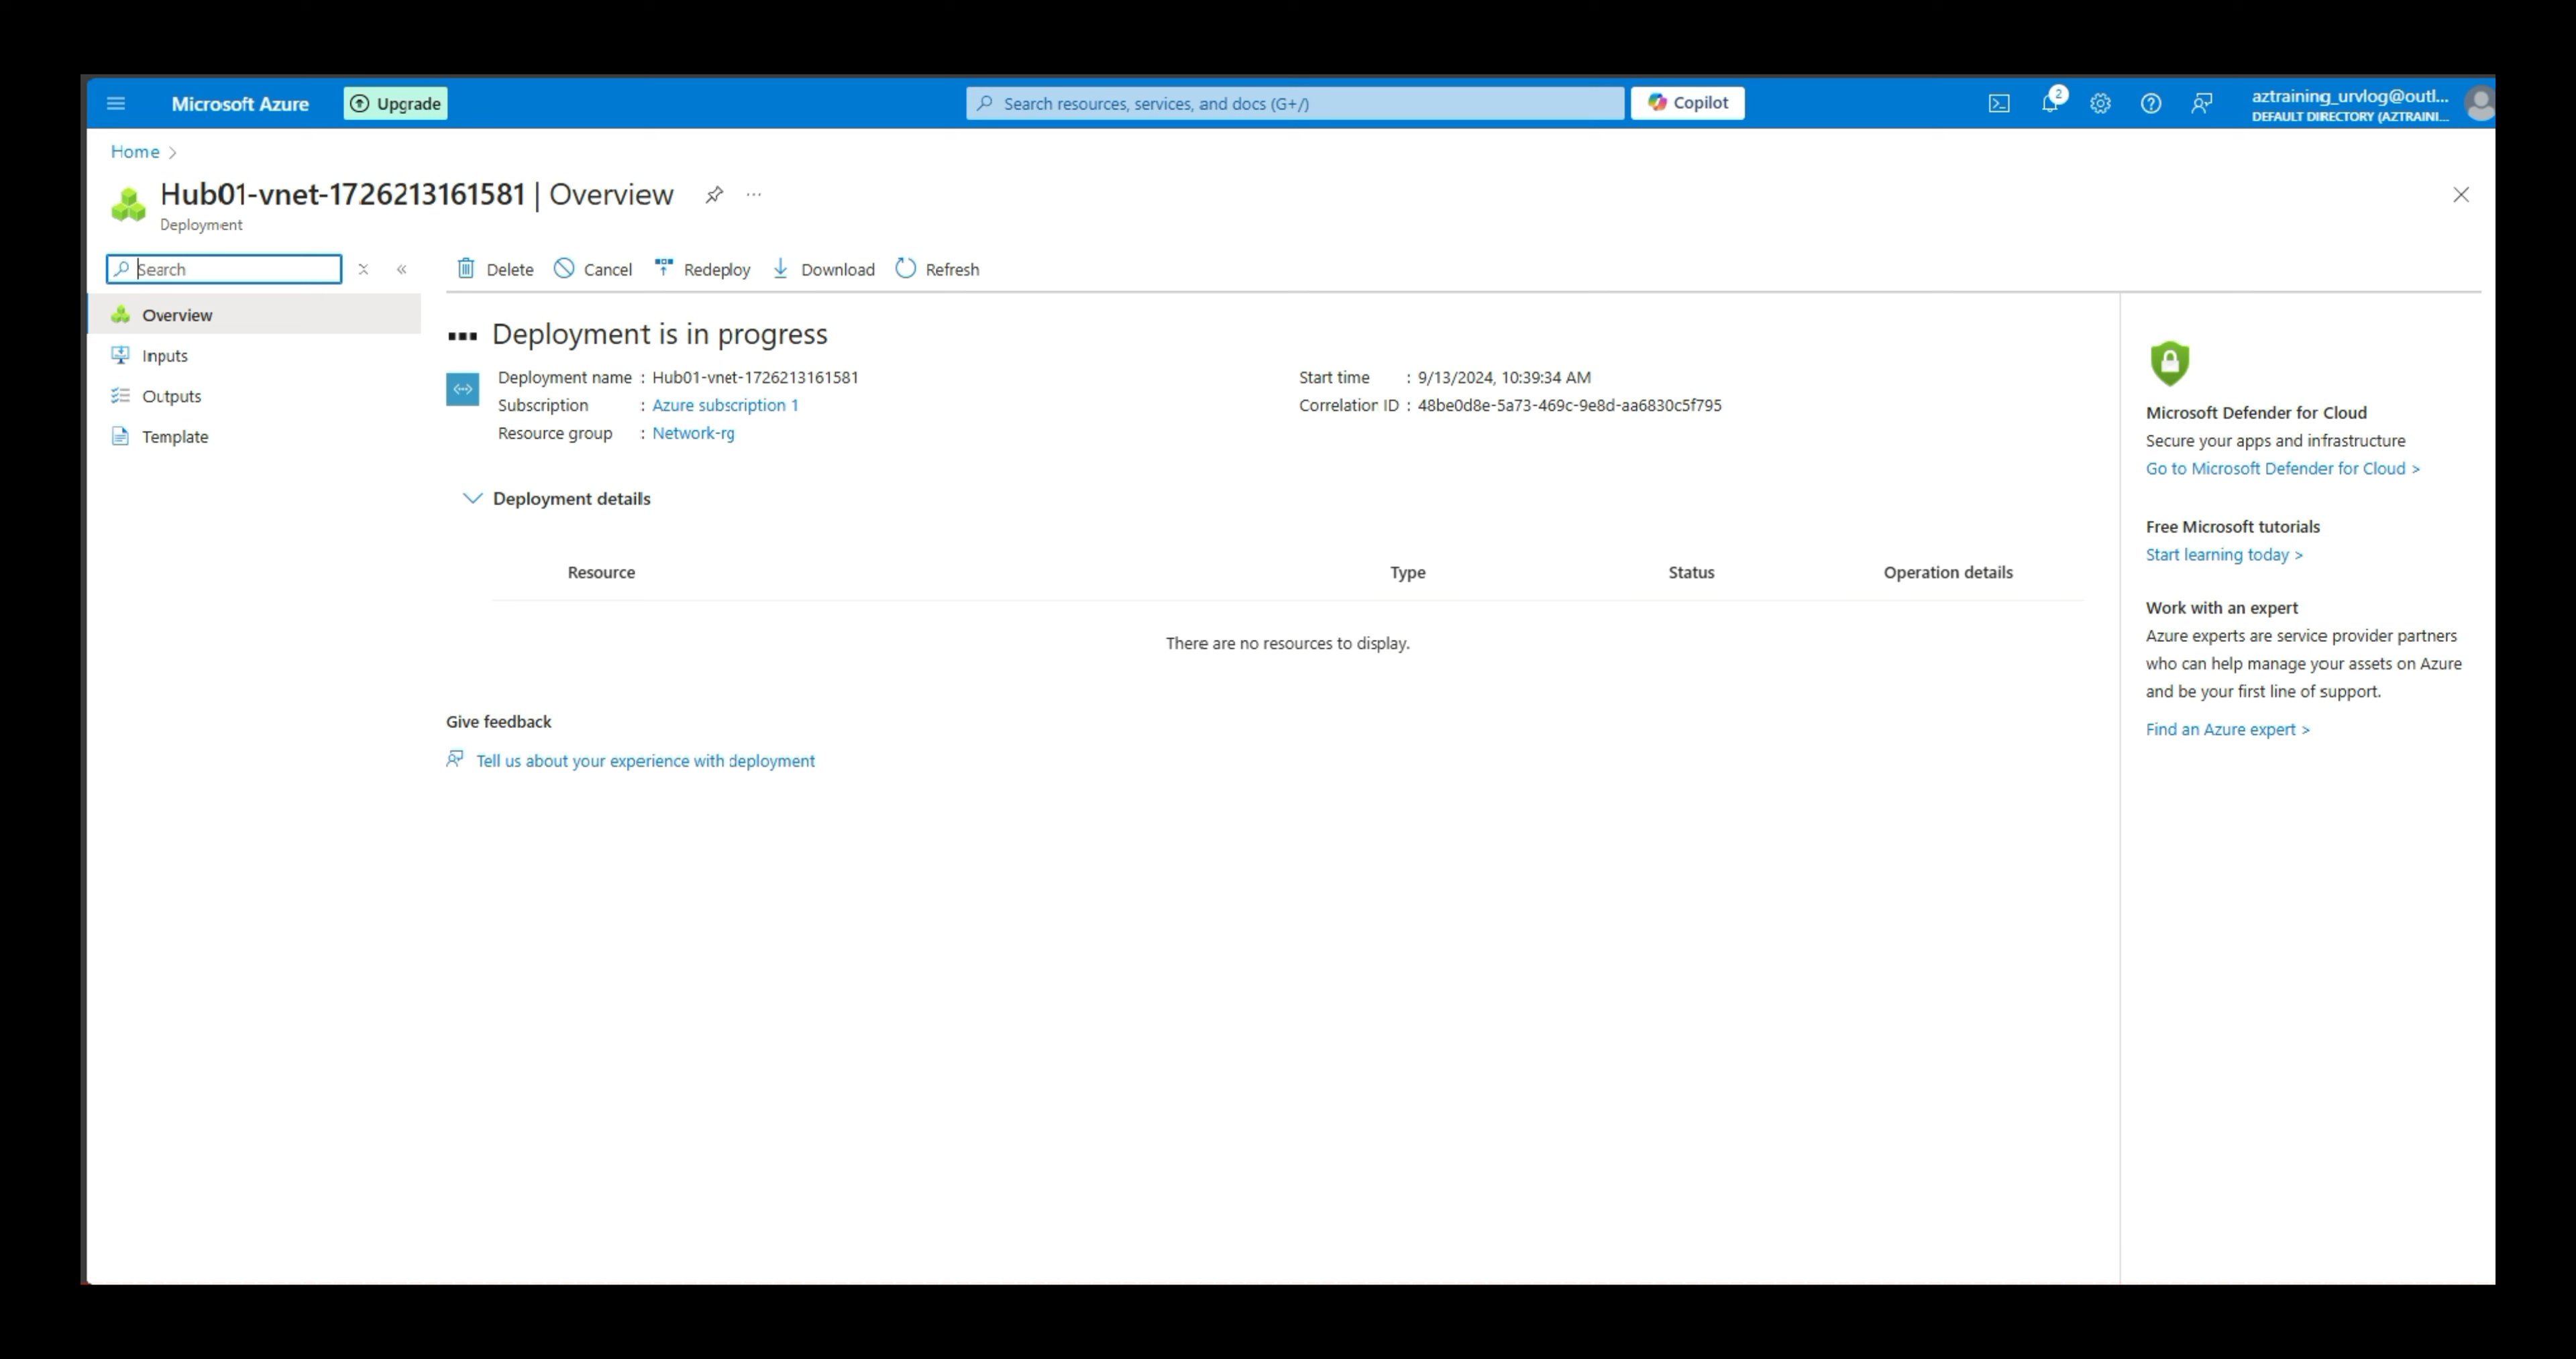 Microsoft Azure
Upgrade
Search resources, services, and docs (G+/)
Copilot
2
aztraining_urvlog@outl...
DEFAULT DIRECTORY (AZTRAINI...
Home >
Hub01-vnet-1726213161581 | Overview
...
Deployment
Search
Delete
Cancel
Redeploy
Download
Refresh
Overview
Inputs
Outputs
Template
Deployment is in progress
Deployment name : Hub01-vnet-1726213161581
Subscription : Azure subscription 1
Resource group : Network-rg
Start time : 9/13/2024, 10:39:34 AM
Correlation ID : 48be0d8e-5a73-469c-9e8d-aa6830c5f795
Deployment details
Resource Type Status Operation details
There are no resources to display.
Give feedback
Tell us about your experience with deployment
Microsoft Defender for Cloud
Secure your apps and infrastructure
Go to Microsoft Defender for Cloud >
Free Microsoft tutorials
Start learning today >
Work with an expert
Azure experts are service provider partners
who can help manage your assets on Azure
and be your first line of support.
Find an Azure expert >